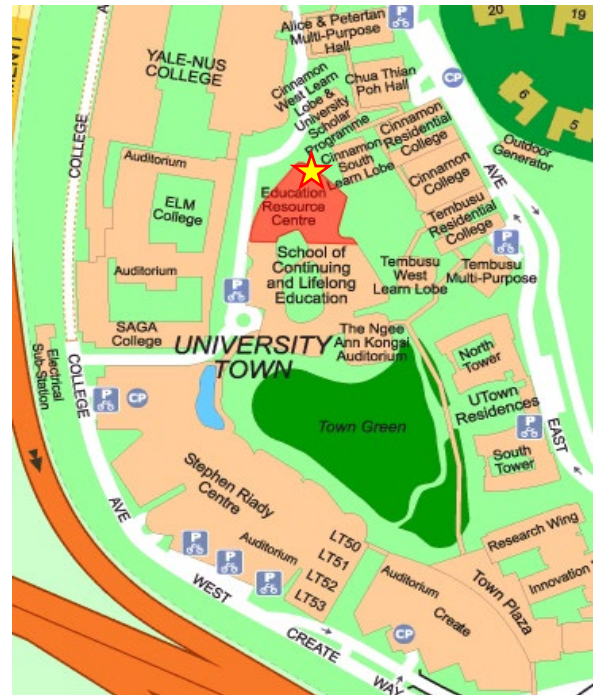 Alice & Petertan
Multi-Purpose
Hall
20
19
P
CP
YALE-NUS
COLLEGE
Cinnamon
West Learn
Lobe &
University
Scholar
Programme
Chua Thian
Poh Hall
6
5
Cinnamon
Residential
College
Outdoor
Generator
AVE
COLLEGE
Auditorium
Cinnamon
South
Learn Lobe
Cinnamon
College
ELM
College
Education
Resource
Centre
Tembusu
Residential
College
P
School of
Continuing
and Lifelong
Education
Auditorium
Tembusu
West
Learn Lobe
Tembusu
Multi-Purpose
P
SAGA
College
The Ngee
Ann Kongsi
Auditorium
UNIVERSITY
TOWN
Electrical
Sub-Station
COLLEGE
North
Tower
UTown
Residences
P
CP
Town Green
P
EAST
South
Tower
Stephen Riady
Centre
AVE
LT50
LT51
LT52
LT53
Auditorium
P
P
P
Research Wing
Innovation
Town Plaza
Auditorium
Create
WEST
CREATE
WAY
CP